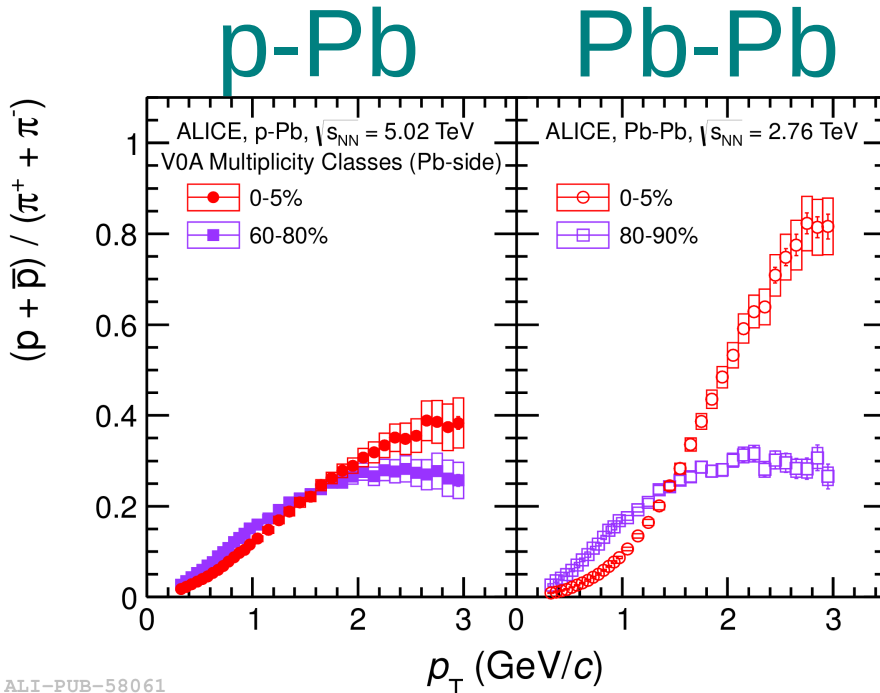 p-Pb Pb-Pb
ALICE, p-Pb, √sNN = 5.02 TeV
V0A Multiplicity Classes (Pb-side)
0-5%
60-80%
ALICE, Pb-Pb, √sNN = 2.76 TeV
0-5%
80-90%
(p + p̅) / (π⁺ + π⁻)
1
0.8
0.6
0.4
0.2
0
0 1 2 3 0 1 2 3
pT (GeV/c)
ALI-PUB-58061